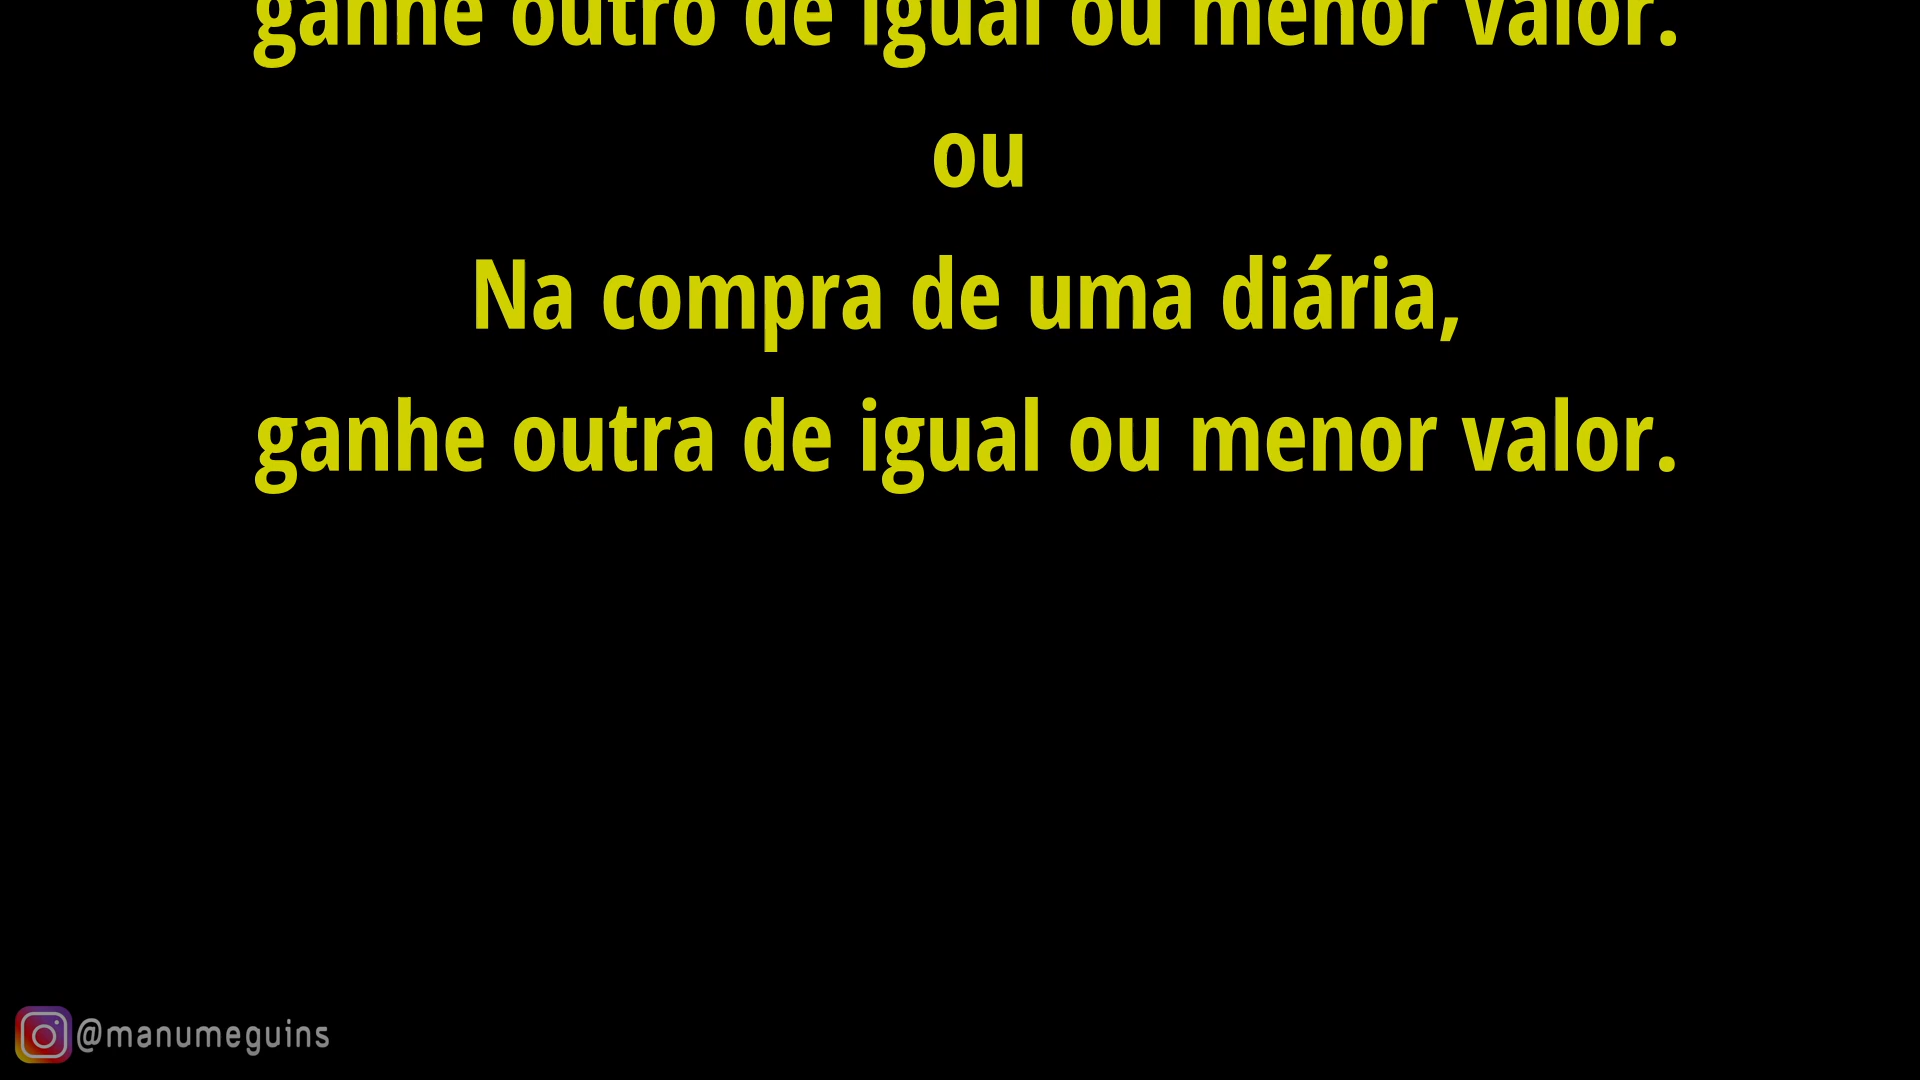 ganhe outro de igual ou menor valor.
ou
Na compra de uma diária,
ganhe outra de igual ou menor valor.
@manumeguins